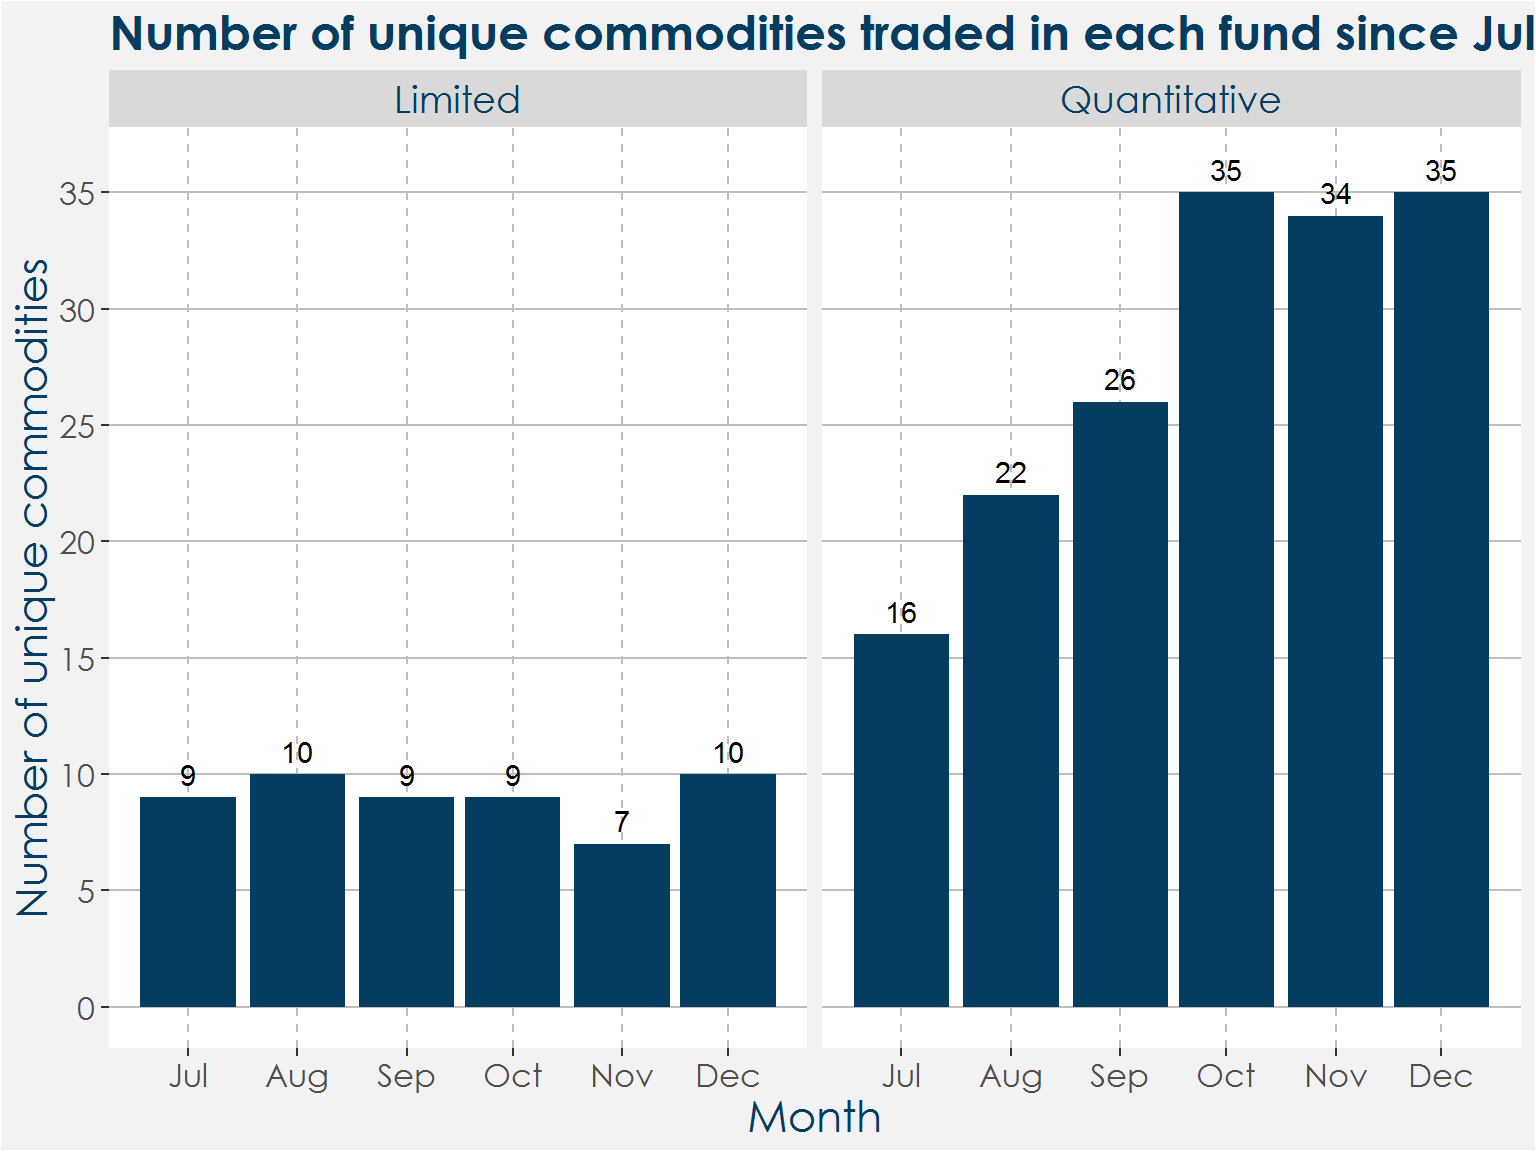 Number of unique commodities traded in each fund since Jul
Limited
Quantitative
Number of unique commodities
35
30
25
20
15
10
5
0
9
10
9
9
7
10
16
22
26
35
34
35
Jul Aug Sep Oct Nov Dec
Jul Aug Sep Oct Nov Dec
Month